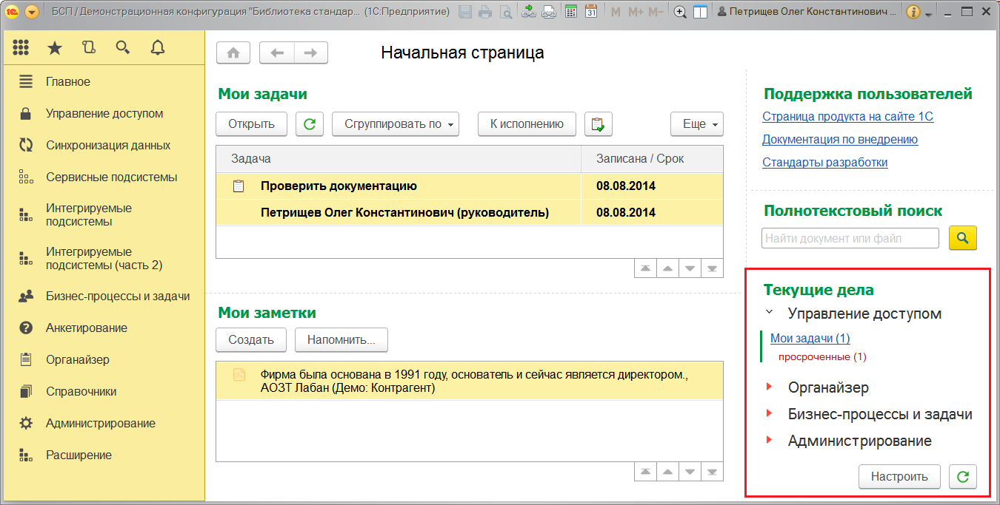 БСП / Демонстрационная конфигурация "Библиотека стандар... (1С:Предприятие)
31
M M+ M-
Петрищев Олег Константинович ...
Главное
Управление доступом
Синхронизация данных
Сервисные подсистемы
Интегрируемые
подсистемы
Интегрируемые
подсистемы (часть 2)
Бизнес-процессы и задачи
Анкетирование
Органайзер
Справочники
Администрирование
Расширение
Начальная страница
Мои задачи
Открыть
Сгруппировать по
К исполнению
Еще
Задача
Записана / Срок
Проверить документацию
08.08.2014
Петрищев Олег Константинович (руководитель)
08.08.2014
Мои заметки
Создать
Напомнить...
Фирма была основана в 1991 году, основатель и сейчас является директором.,
АОЗТ Лабан (Демо: Контрагент)
Поддержка пользователей
Страница продукта на сайте 1С
Документация по внедрению
Стандарты разработки
Полнотекстовый поиск
Найти документ или файл
Текущие дела
Управление доступом
Мои задачи (1)
просроченные (1)
Органайзер
Бизнес-процессы и задачи
Администрирование
Настроить